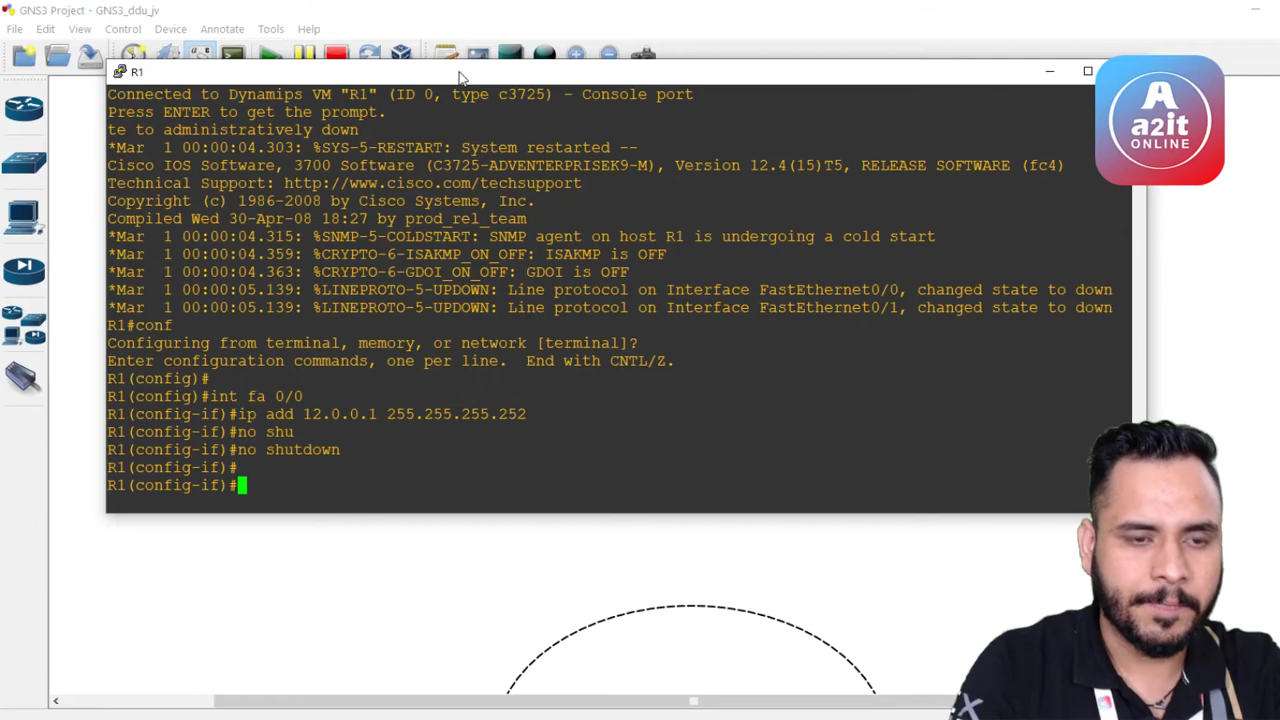 GNS3 Project - GNS3_ddu_jv
File Edit View Control Device Annotate Tools Help
R1
Connected to Dynamips VM "R1" (ID 0, type c3725) - Console port
Press ENTER to get the prompt.
te to administratively down
*Mar  1 00:00:04.303: %SYS-5-RESTART: System restarted --
Cisco IOS Software, 3700 Software (C3725-ADVENTERPRISEK9-M), Version 12.4(15)T5, RELEASE SOFTWARE (fc4)
Technical Support: http://www.cisco.com/techsupport
Copyright (c) 1986-2008 by Cisco Systems, Inc.
Compiled Wed 30-Apr-08 18:27 by prod_rel_team
*Mar  1 00:00:04.315: %SNMP-5-COLDSTART: SNMP agent on host R1 is undergoing a cold start
*Mar  1 00:00:04.359: %CRYPTO-6-ISAKMP_ON_OFF: ISAKMP is OFF
*Mar  1 00:00:04.363: %CRYPTO-6-GDOI_ON_OFF: GDOI is OFF
*Mar  1 00:00:05.139: %LINEPROTO-5-UPDOWN: Line protocol on Interface FastEthernet0/0, changed state to down
*Mar  1 00:00:05.139: %LINEPROTO-5-UPDOWN: Line protocol on Interface FastEthernet0/1, changed state to down
R1#conf
Configuring from terminal, memory, or network [terminal]?
Enter configuration commands, one per line.  End with CNTL/Z.
R1(config)#
R1(config)#int fa 0/0
R1(config-if)#ip add 12.0.0.1 255.255.255.252
R1(config-if)#no shu
R1(config-if)#no shutdown
R1(config-if)#
R1(config-if)#
A
a2it
ONLINE